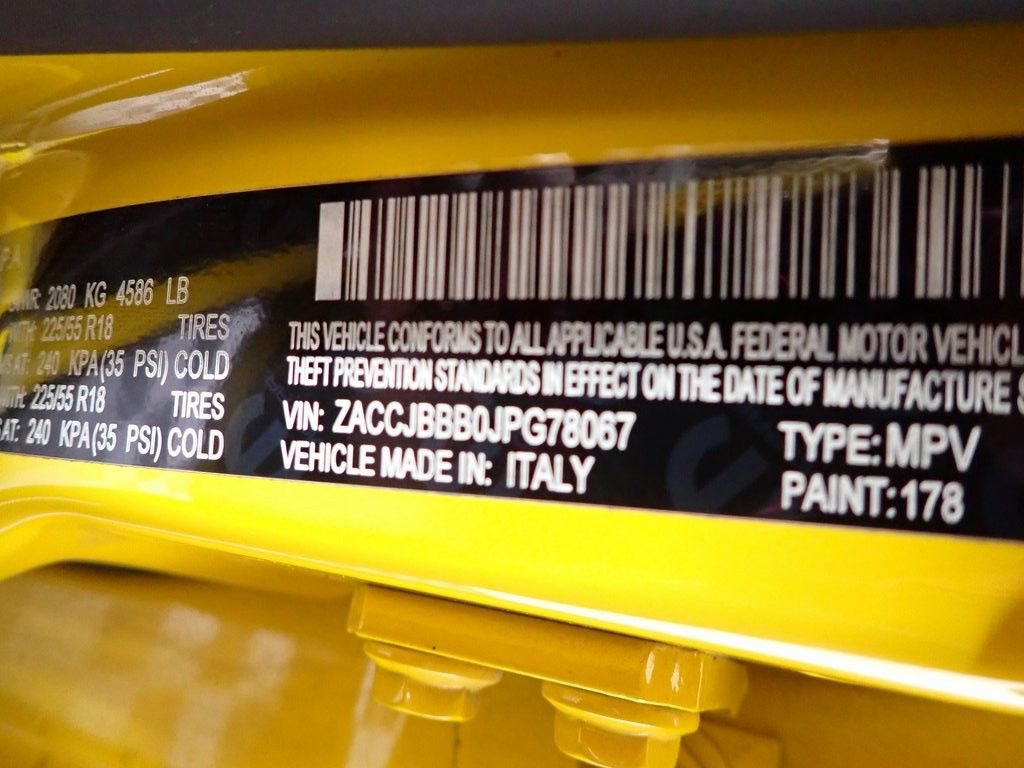 2080 KG 4586 LB
225/55 R18 TIRES
240 KPA(35 PSI) COLD
225/55 R18 TIRES
AT: 240 KPA(35 PSI) COLD
THIS VEHICLE CONFORMS TO ALL APPLICABLE U.S.A. FEDERAL MOTOR VEHICL
THEFT PREVENTION STANDARDS IN EFFECT ON THE DATE OF MANUFACTURE S
VIN: ZACCJBBB0JPG78067
VEHICLE MADE IN: ITALY
TYPE: MPV
PAINT: 178